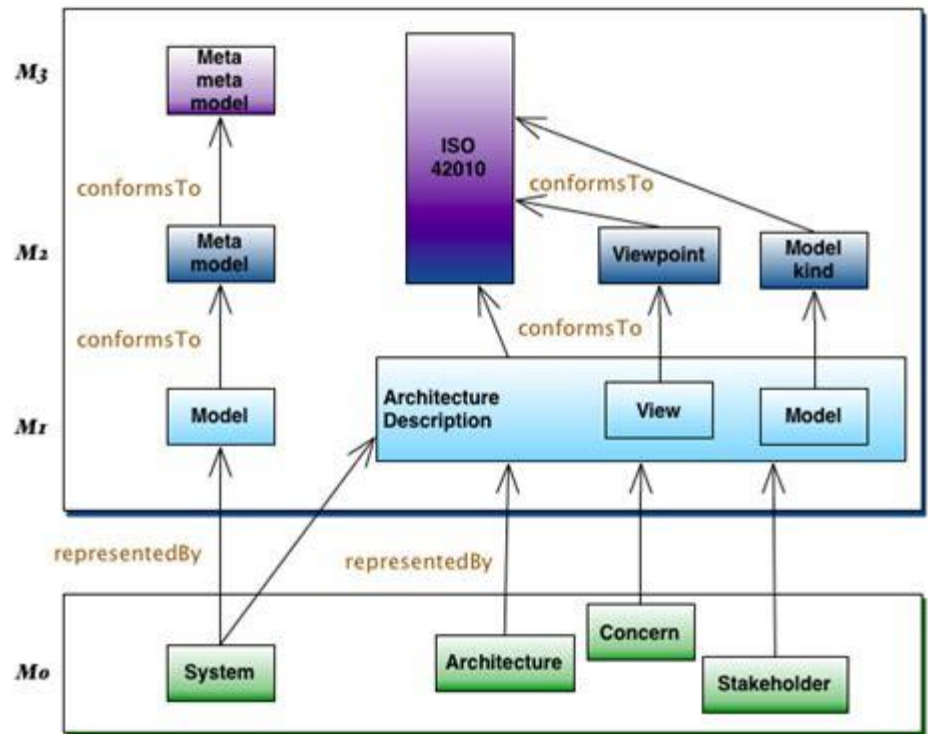 M3
Meta
meta
model
ISO
42010
conformsTo
conformsTo
M2
Meta
model
Viewpoint
Model
kind
conformsTo
conformsTo
M1
Model
Architecture
Description
View
Model
representedBy
representedBy
M0
System
Architecture
Concern
Stakeholder